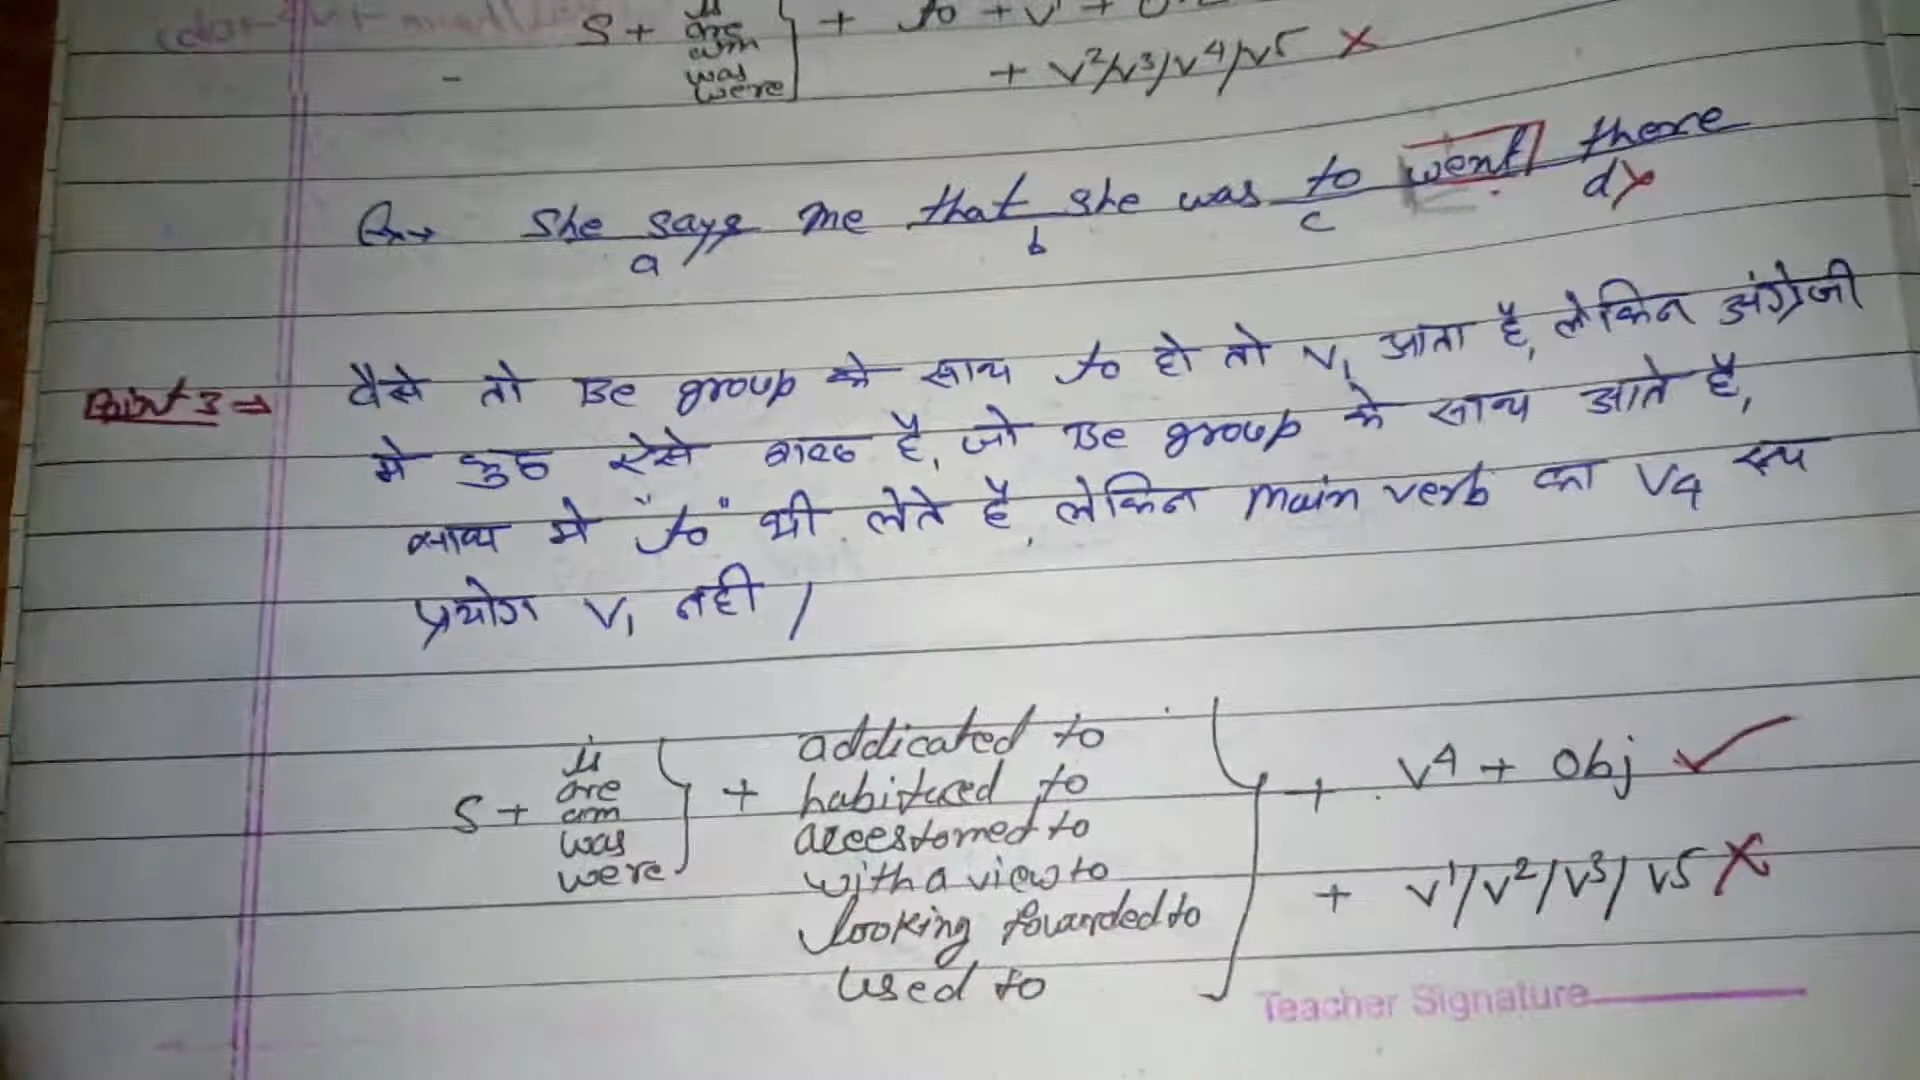 S + is are am was were } + to + V¹ +
+ V²/V³/V⁴/V5 ×
Ex→ She says me that she was to went there
a b c d×
Point 3 ⇒ वैसे तो Be group के साथ to हो तो V₁ आता है, लेकिन अंग्रेजी
मे कुछ ऐसे शब्द है, जो Be group के साथ आते है,
साथ मे "to" भी लेते है, लेकिन main verb का V4 रूप
प्रयोग V₁ नही /
S + is are am was were } + addicated to
habituced to
accestomed to
with a view to
looking forwarded to
used to
} + V4 + Obj ✓
+ V¹/V²/V³/V5 ×
Teacher Signature